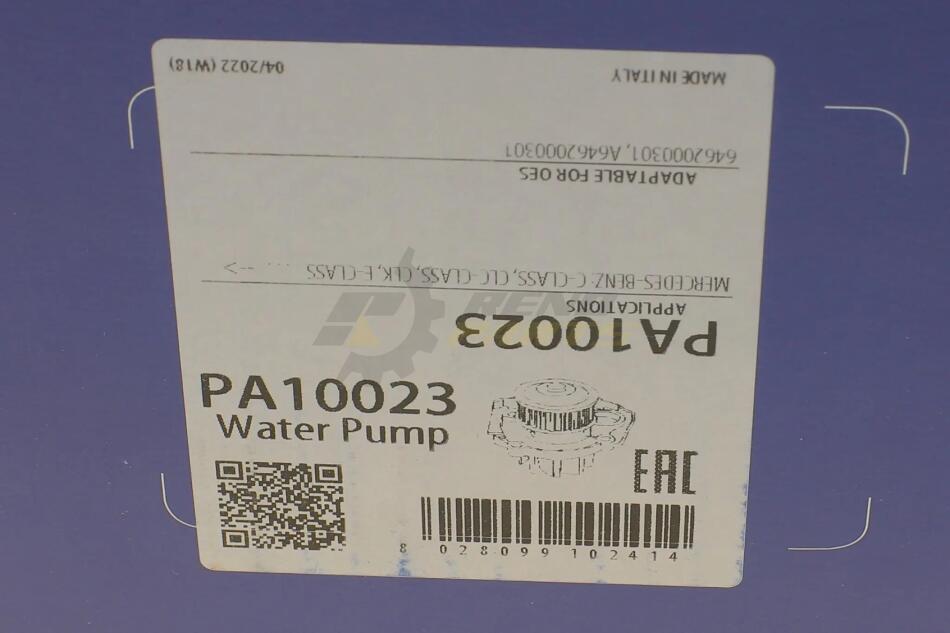 04/2022 (W18)
MADE IN ITALY
6462000301, A6462000301
ADAPTABLE FOR OES
MERCEDES-BENZ: C-CLASS, CLC-CLASS, CLK, E-CLASS ... -->
APPLICATIONS
PA10023
PA10023
Water Pump
EAC
8 028099 102414